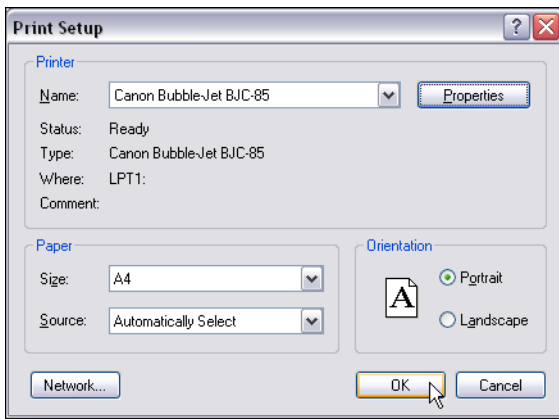 Print Setup
Printer
Name: Canon Bubble-Jet BJC-85 Properties
Status: Ready
Type: Canon Bubble-Jet BJC-85
Where: LPT1:
Comment:
Paper
Size: A4
Source: Automatically Select
Orientation
A
Portrait
Landscape
Network... OK Cancel